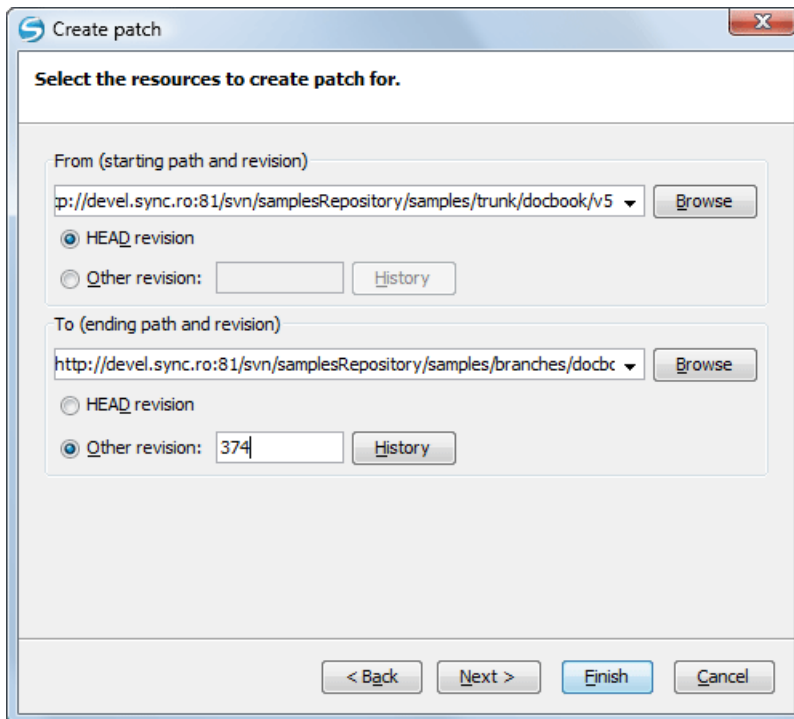 Create patch
Select the resources to create patch for.
From (starting path and revision)
p://devel.sync.ro:81/svn/samplesRepository/samples/trunk/docbook/v5
Browse
HEAD revision
Other revision:
History
To (ending path and revision)
http://devel.sync.ro:81/svn/samplesRepository/samples/branches/docbo
Browse
HEAD revision
Other revision: 374
History
< Back
Next >
Finish
Cancel